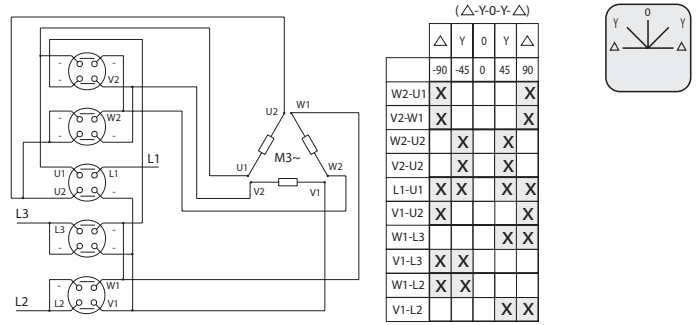 (△-Y-0-Y-△)
△ Y 0 Y △
-90 -45 0 45 90
W2-U1 X X
V2-W1 X X
W2-U2 X X
V2-U2 X X
L1-U1 X X X X
V1-U2 X X
W1-L3 X X
V1-L3 X X
W1-L2 X X
V1-L2 X X
0
Y Y
△ △
- -
- V2
- W2
- -
U1 L1
U2 -
L1
L3
L3 -
-
- W1
L2 V1
L2
U2 W1
M3~
U1 W2
V2 V1